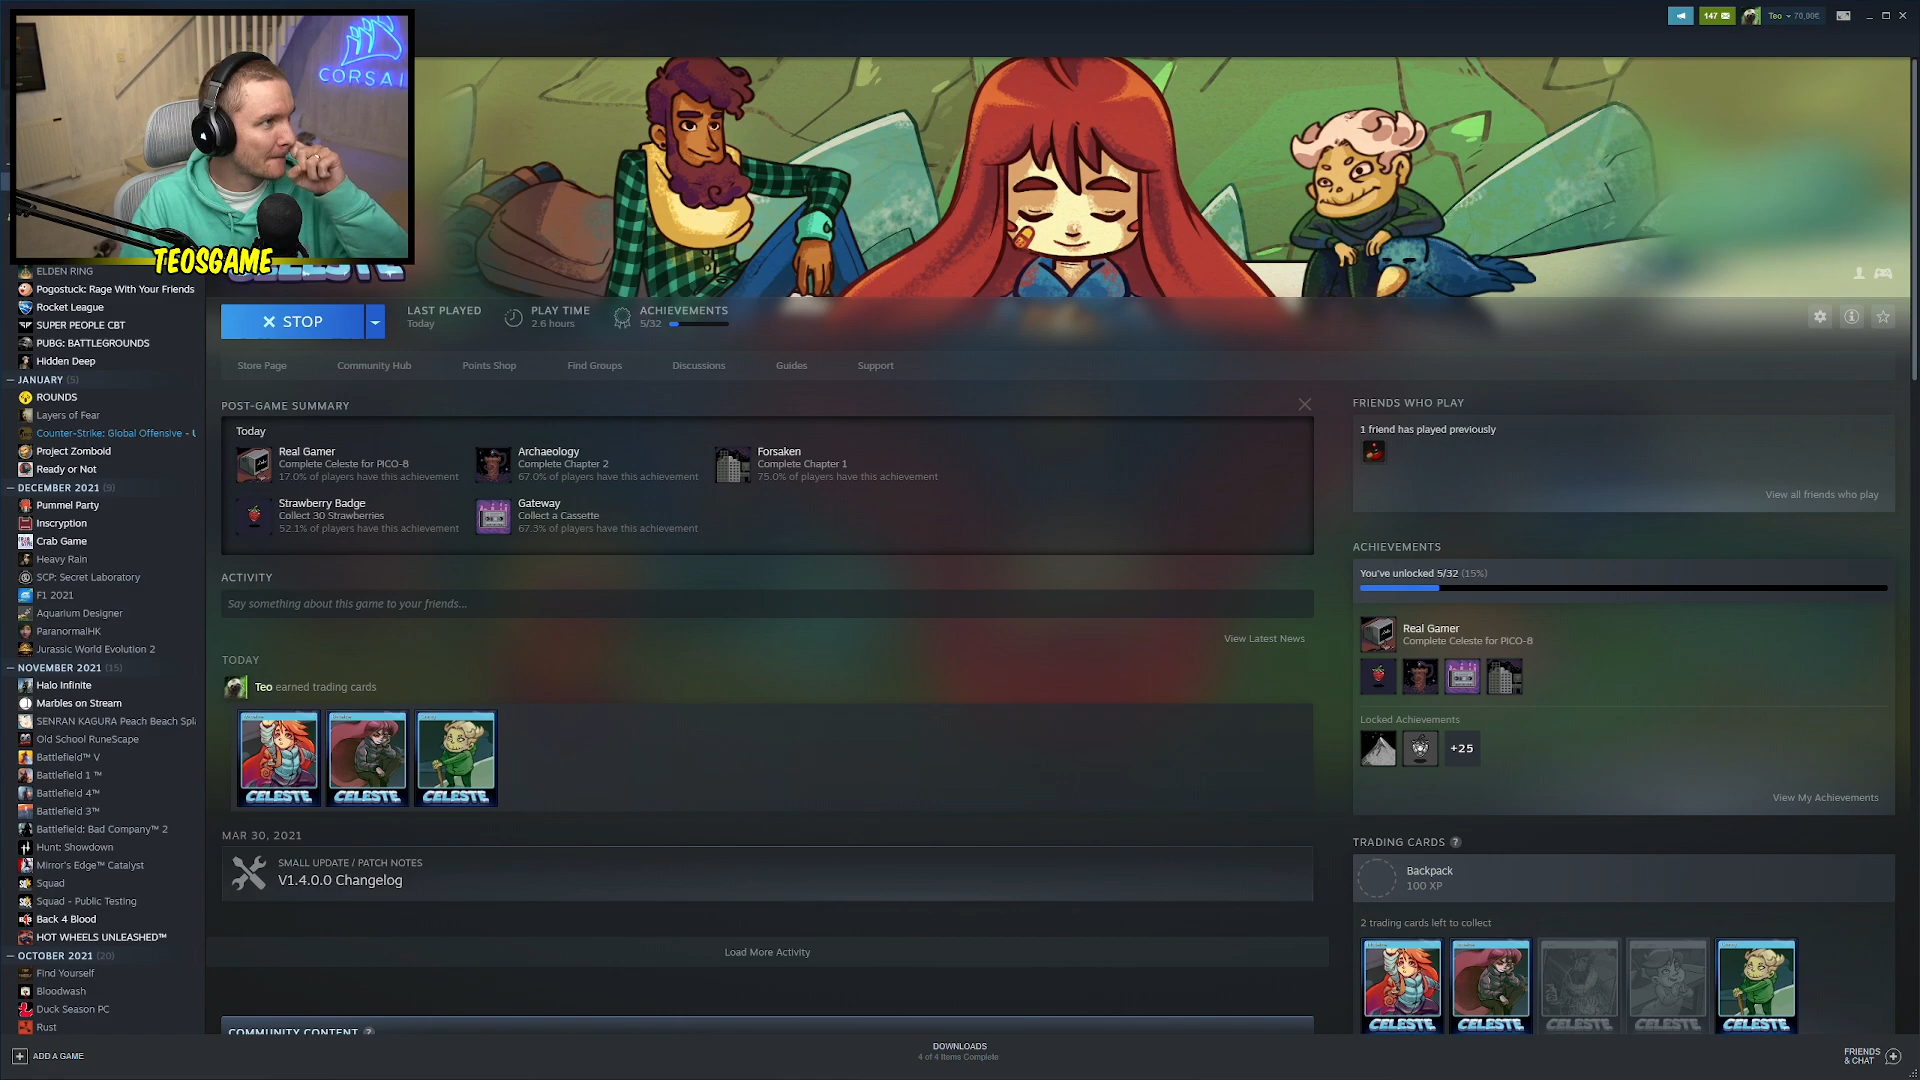 147
Teo
70,00€
CORSAI
TEOSGAME
CELESTE
ELDEN RING
Pogostuck: Rage With Your Friends
Rocket League
SUPER PEOPLE CBT
PUBG: BATTLEGROUNDS
Hidden Deep
— JANUARY (5)
ROUNDS
Layers of Fear
Counter-Strike: Global Offensive - U
Project Zomboid
Ready or Not
— DECEMBER 2021 (9)
Pummel Party
Inscryption
Crab Game
Heavy Rain
SCP: Secret Laboratory
F1 2021
Aquarium Designer
ParanormalHK
Jurassic World Evolution 2
— NOVEMBER 2021 (15)
Halo Infinite
Marbles on Stream
SENRAN KAGURA Peach Beach Spl
Old School RuneScape
Battlefield™ V
Battlefield 1 ™
Battlefield 4™
Battlefield 3™
Battlefield: Bad Company™ 2
Hunt: Showdown
Mirror's Edge™ Catalyst
Squad
Squad - Public Testing
Back 4 Blood
HOT WHEELS UNLEASHED™
— OCTOBER 2021 (20)
Find Yourself
Bloodwash
Duck Season PC
Rust
ADD A GAME
STOP
LAST PLAYED
Today
PLAY TIME
2.6 hours
ACHIEVEMENTS
5/32
Store Page
Community Hub
Points Shop
Find Groups
Discussions
Guides
Support
POST-GAME SUMMARY
Today
Real Gamer
Complete Celeste for PICO-8
17.0% of players have this achievement
Archaeology
Complete Chapter 2
67.0% of players have this achievement
Forsaken
Complete Chapter 1
75.0% of players have this achievement
Strawberry Badge
Collect 30 Strawberries
52.1% of players have this achievement
Gateway
Collect a Cassette
67.3% of players have this achievement
ACTIVITY
Say something about this game to your friends...
View Latest News
TODAY
Teo earned trading cards
CELESTE
CELESTE
CELESTE
MAR 30, 2021
SMALL UPDATE / PATCH NOTES
V1.4.0.0 Changelog
Load More Activity
COMMUNITY CONTENT ?
FRIENDS WHO PLAY
1 friend has played previously
View all friends who play
ACHIEVEMENTS
You've unlocked 5/32 (15%)
Real Gamer
Complete Celeste for PICO-8
Locked Achievements
+25
View My Achievements
TRADING CARDS ?
Backpack
100 XP
2 trading cards left to collect
CELESTE
CELESTE
CELESTE
CELESTE
CELESTE
DOWNLOADS
4 of 4 Items Complete
FRIENDS
& CHAT